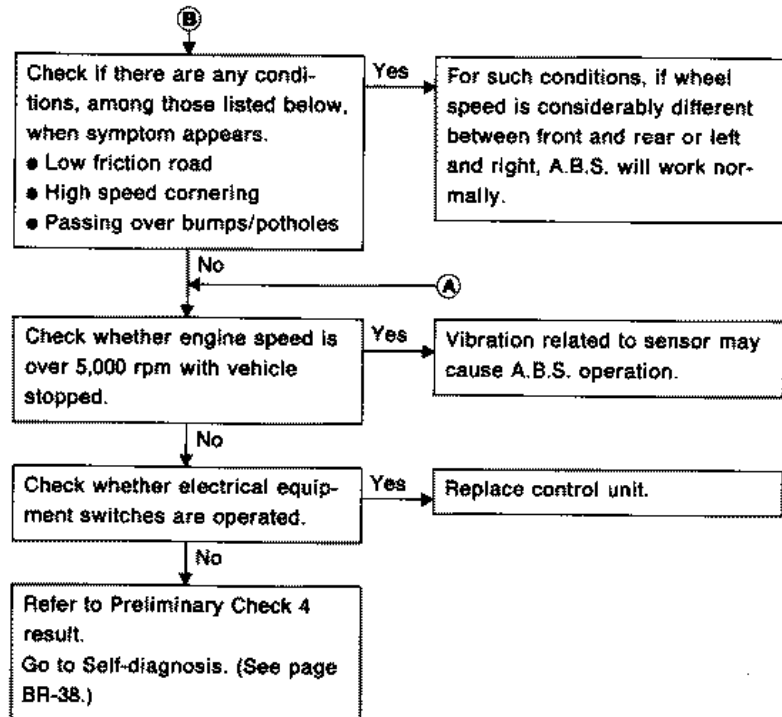 B
Check if there are any condi-
tions, among those listed below,
when symptom appears.
● Low friction road
● High speed cornering
● Passing over bumps/potholes
Yes
For such conditions, if wheel
speed is considerably different
between front and rear or left
and right, A.B.S. will work nor-
mally.
No
A
Check whether engine speed is
over 5,000 rpm with vehicle
stopped.
Yes
Vibration related to sensor may
cause A.B.S. operation.
No
Check whether electrical equip-
ment switches are operated.
Yes
Replace control unit.
No
Refer to Preliminary Check 4
result.
Go to Self-diagnosis. (See page
BR-38.)